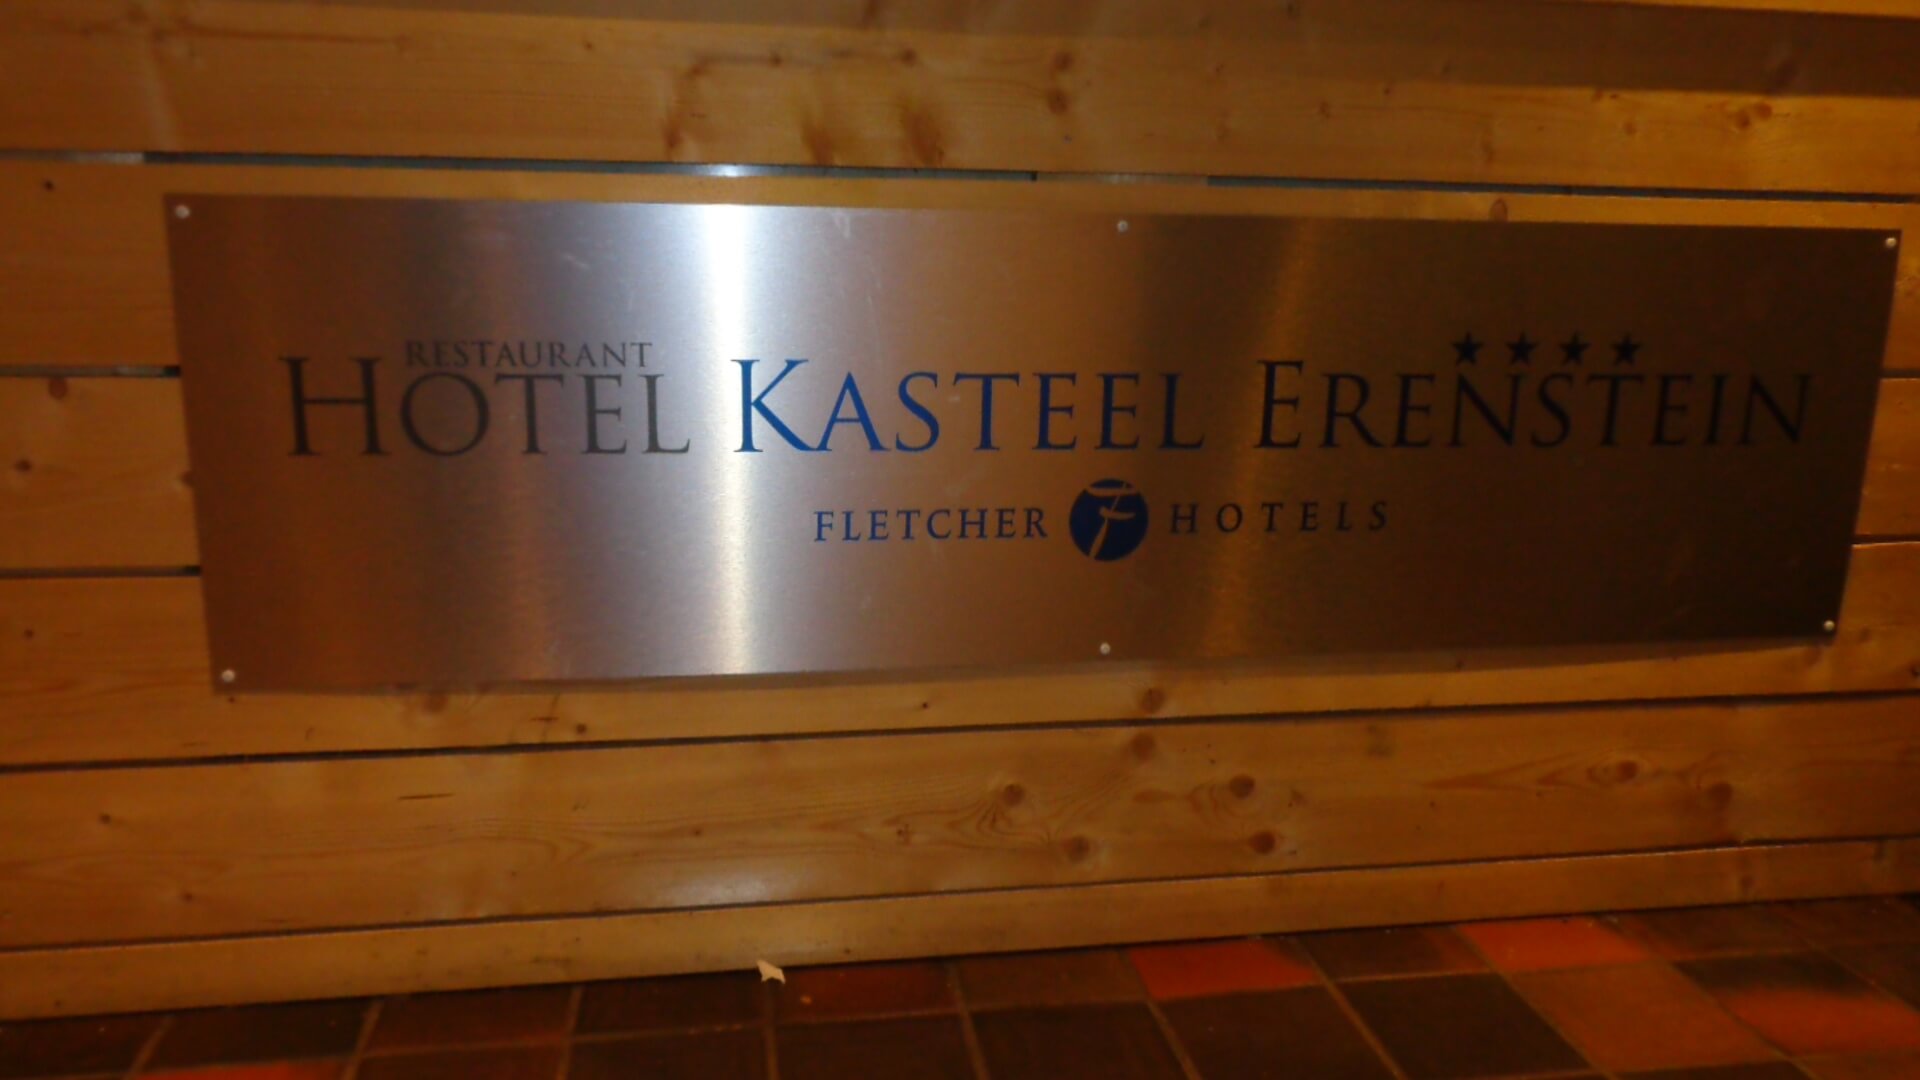 RESTAURANT
HOTEL KASTEEL ERENSTEIN ★★★★
FLETCHER HOTELS